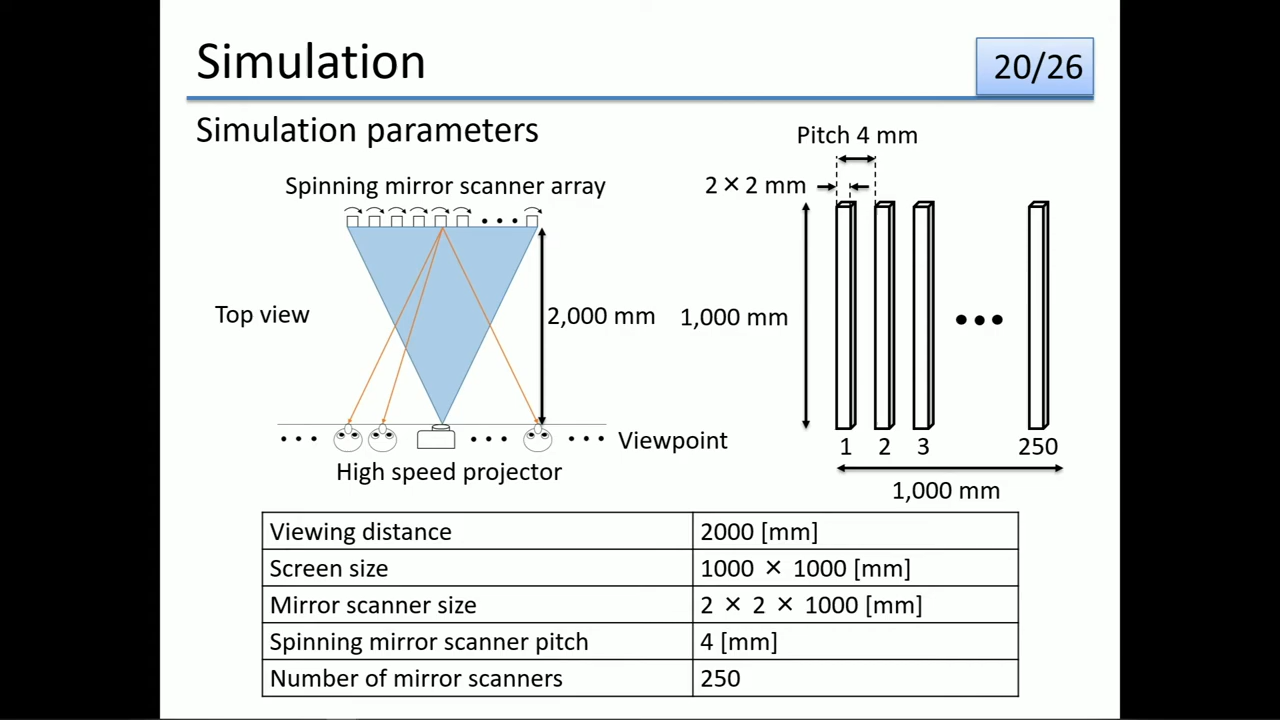 Simulation
20/26
Simulation parameters
Pitch 4 mm
Spinning mirror scanner array
2 × 2 mm
Top view
2,000 mm
1,000 mm
Viewpoint
High speed projector
1 2 3 250
1,000 mm
Viewing distance 2000 [mm]
Screen size 1000 × 1000 [mm]
Mirror scanner size 2 × 2 × 1000 [mm]
Spinning mirror scanner pitch 4 [mm]
Number of mirror scanners 250